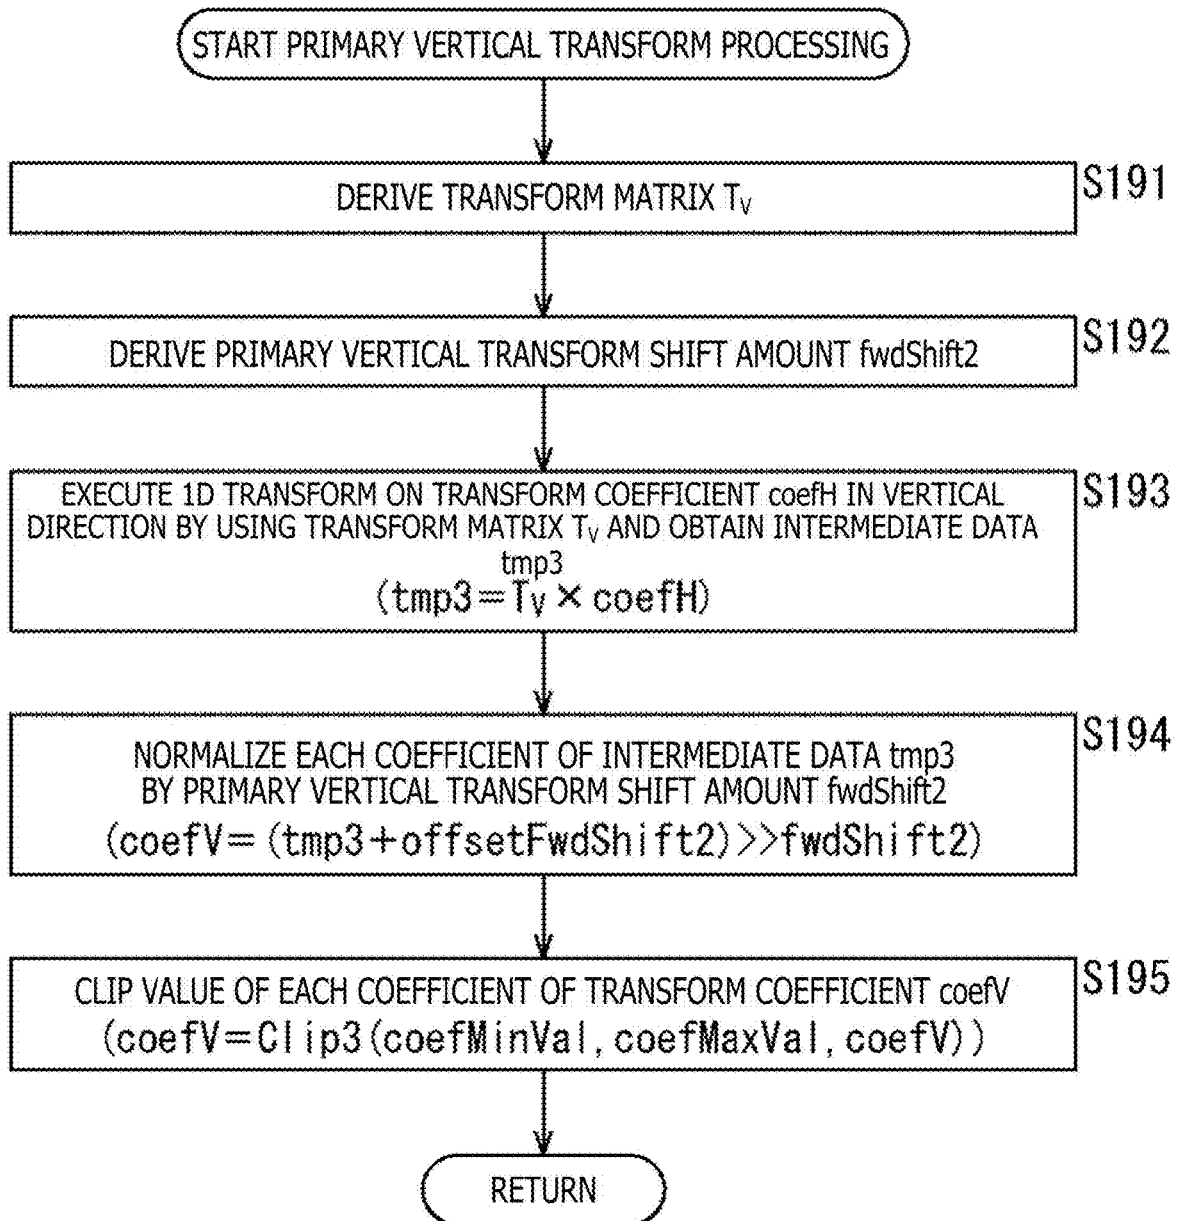 START PRIMARY VERTICAL TRANSFORM PROCESSING
DERIVE TRANSFORM MATRIX TV
S191
DERIVE PRIMARY VERTICAL TRANSFORM SHIFT AMOUNT fwdShift2
S192
EXECUTE 1D TRANSFORM ON TRANSFORM COEFFICIENT coefH IN VERTICAL
DIRECTION BY USING TRANSFORM MATRIX TV AND OBTAIN INTERMEDIATE DATA
tmp3
(tmp3=TV×coefH)
S193
NORMALIZE EACH COEFFICIENT OF INTERMEDIATE DATA tmp3
BY PRIMARY VERTICAL TRANSFORM SHIFT AMOUNT fwdShift2
(coefV=(tmp3+offsetFwdShift2)>>fwdShift2)
S194
CLIP VALUE OF EACH COEFFICIENT OF TRANSFORM COEFFICIENT coefV
(coefV=Clip3(coefMinVal,coefMaxVal,coefV))
S195
RETURN